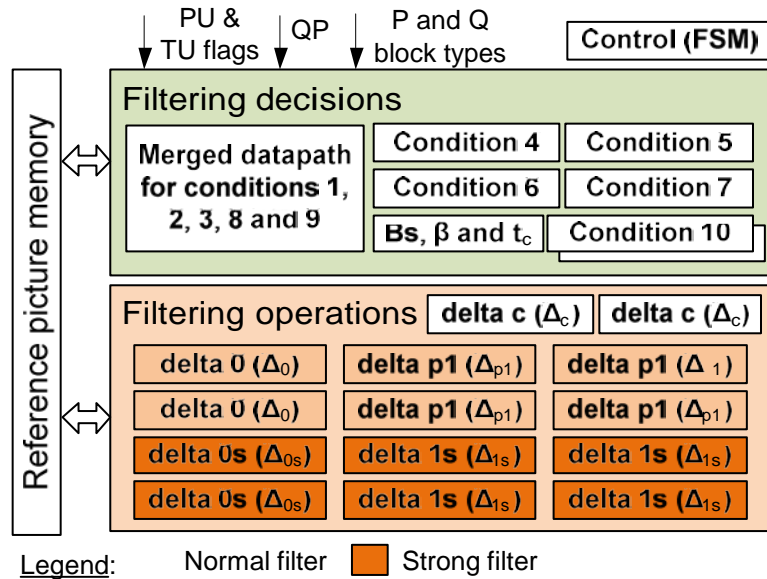 PU &
TU flags
QP
P and Q
block types
Control (FSM)
Reference picture memory
Filtering decisions
Merged datapath
for conditions 1,
2, 3, 8 and 9
Condition 4
Condition 5
Condition 6
Condition 7
Bs, β and tc
Condition 10
Filtering operations
delta c (Δc)
delta c (Δc)
delta 0 (Δ0)
delta p1 (Δp1)
delta p1 (Δ 1)
delta 0 (Δ0)
delta p1 (Δp1)
delta p1 (Δp1)
delta 0s (Δ0s)
delta 1s (Δ1s)
delta 1s (Δ1s)
delta 0s (Δ0s)
delta 1s (Δ1s)
delta 1s (Δ1s)
Legend:
Normal filter
Strong filter